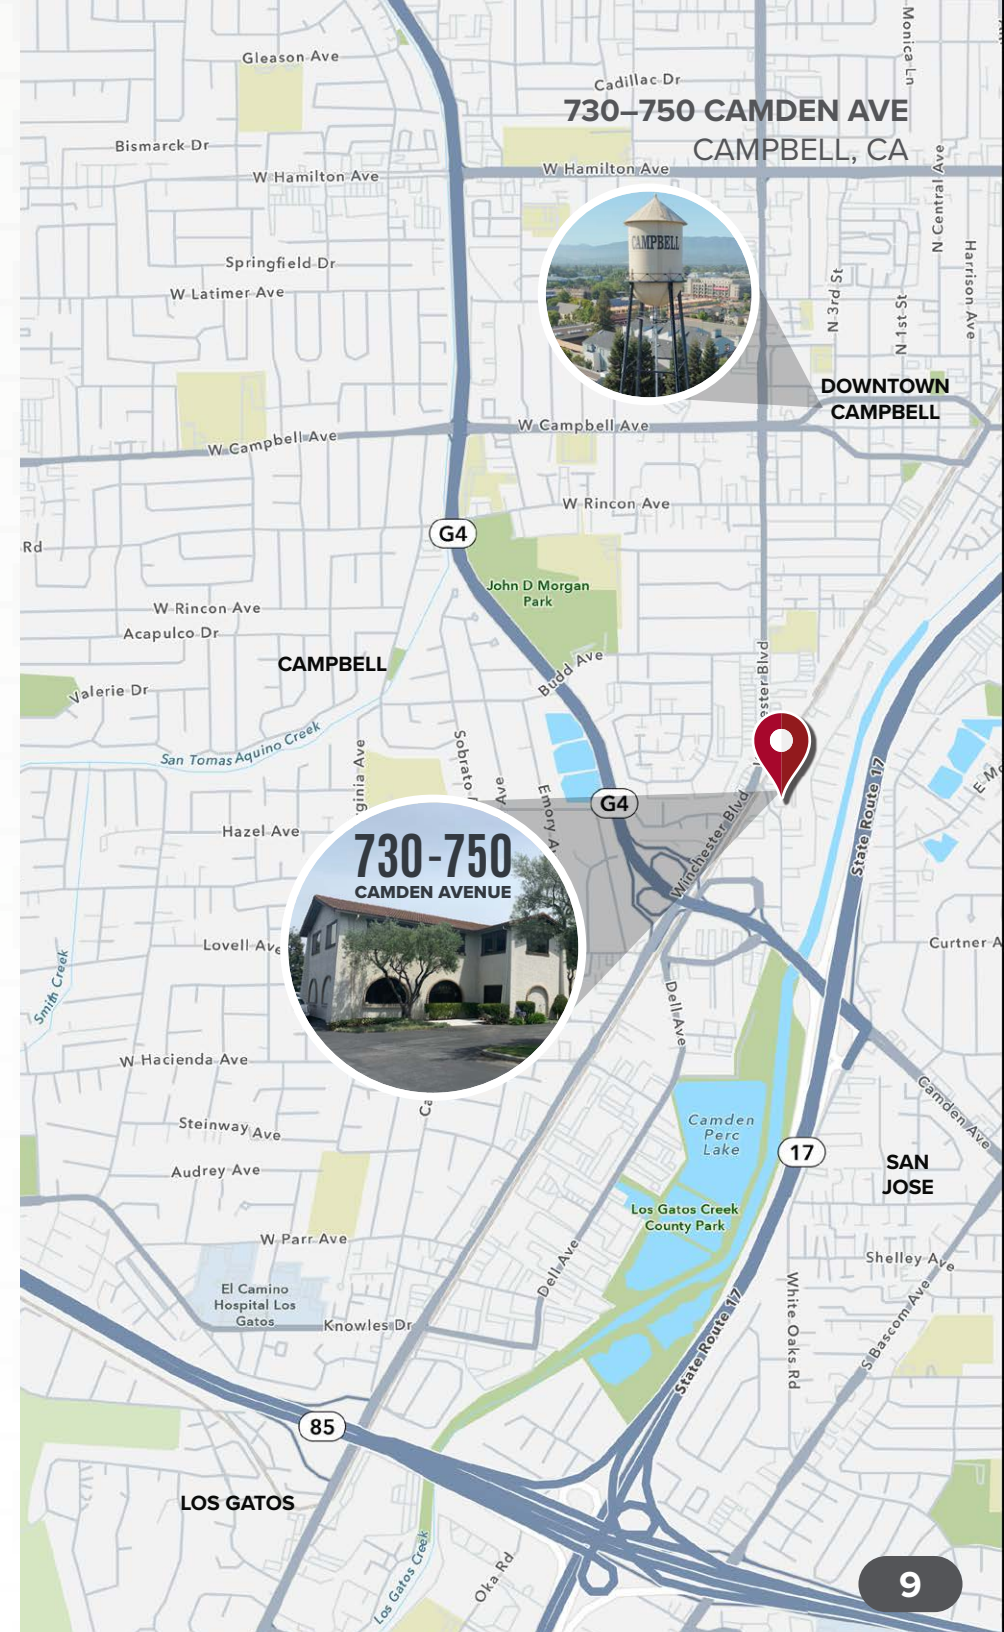 Gleason Ave
Monica Ln
Cadillac Dr
730–750 CAMDEN AVE
CAMPBELL, CA
Bismarck Dr
W Hamilton Ave
W Hamilton Ave
N Central Ave
CAMPBELL
Springfield Dr
W Latimer Ave
N 3rd St
N 1st St
Harrison Ave
DOWNTOWN
CAMPBELL
W Campbell Ave
W Campbell Ave
W Rincon Ave
G4
Rd
John D Morgan
Park
W Rincon Ave
Acapulco Dr
CAMPBELL
Budd Ave
Valerie Dr
San Tomas Aquino Creek
Sobrato
Ave
Winchester Blvd
State Route 17
G4
Hazel Ave
730-750
CAMDEN AVENUE
Lovell Ave
Curtner A
Smith Creek
Dell Ave
W Hacienda Ave
Camden Ave
Steinway Ave
Camden
Perc
Lake
17
SAN
JOSE
Audrey Ave
Los Gatos Creek
County Park
W Parr Ave
Shelley Ave
El Camino
Hospital Los
Gatos
Dell Ave
Knowles Dr
White Oaks Rd
S Bascom Ave
State Route 17
85
LOS GATOS
Los Gatos Creek
Oka Rd
9